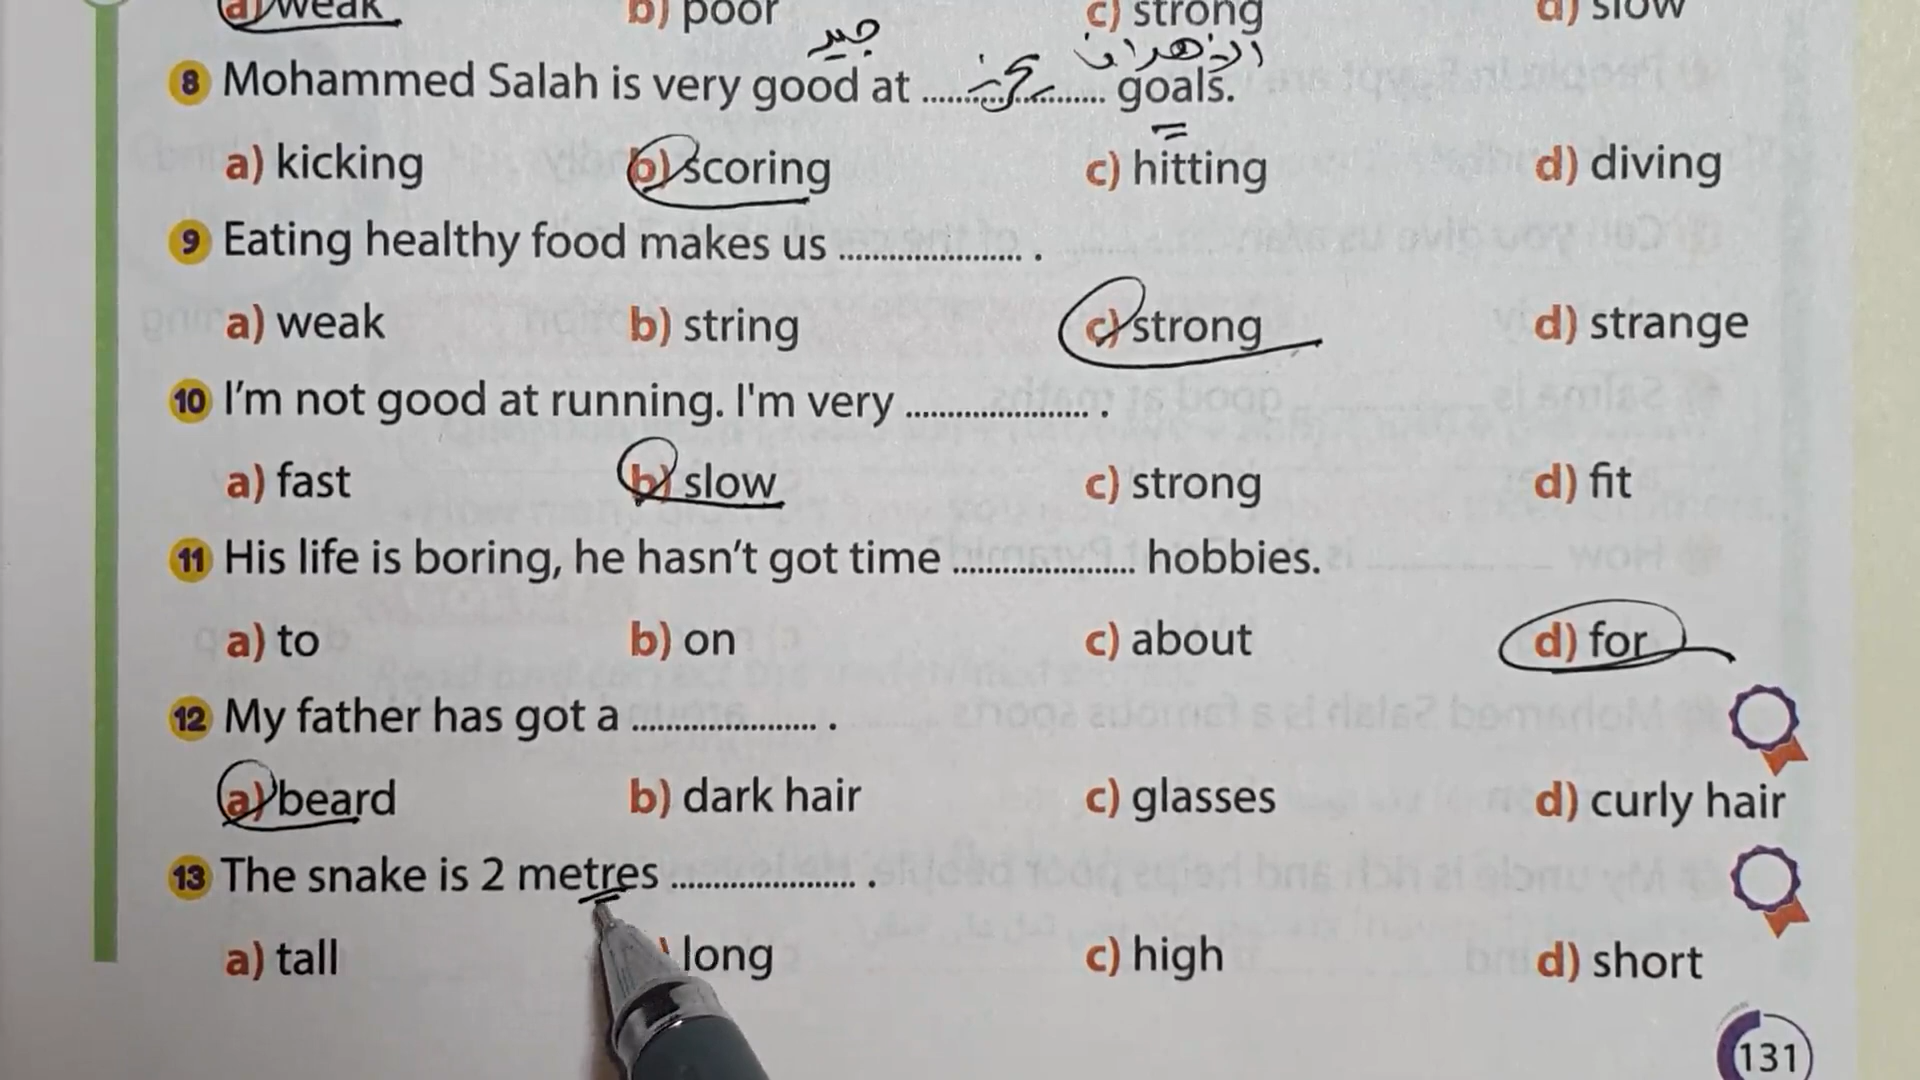 a) weak b) poor c) strong d) slow
جيد
8 Mohammed Salah is very good at ...................... goals.
a) kicking b) scoring c) hitting d) diving
9 Eating healthy food makes us ...................... .
a) weak b) string c) strong d) strange
10 I'm not good at running. I'm very ...................... .
a) fast b) slow c) strong d) fit
11 His life is boring, he hasn't got time ...................... hobbies.
a) to b) on c) about d) for
12 My father has got a ...................... .
a) beard b) dark hair c) glasses d) curly hair
13 The snake is 2 metres ...................... .
a) tall ) long c) high d) short
131